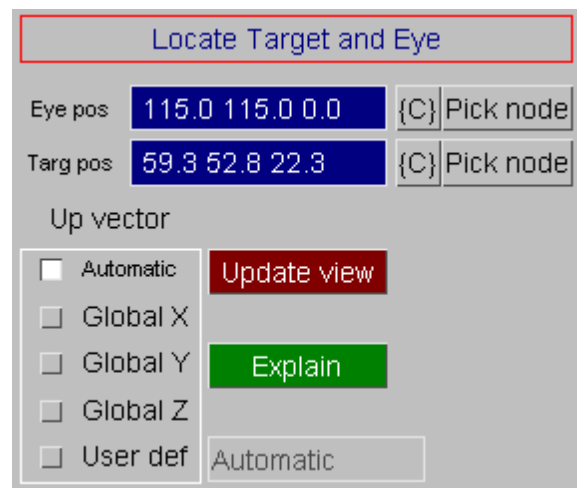 Locate Target and Eye
Eye pos 115.0 115.0 0.0 {C} Pick node
Targ pos 59.3 52.8 22.3 {C} Pick node
Up vector
Automatic Update view
Global X
Global Y Explain
Global Z
User def Automatic